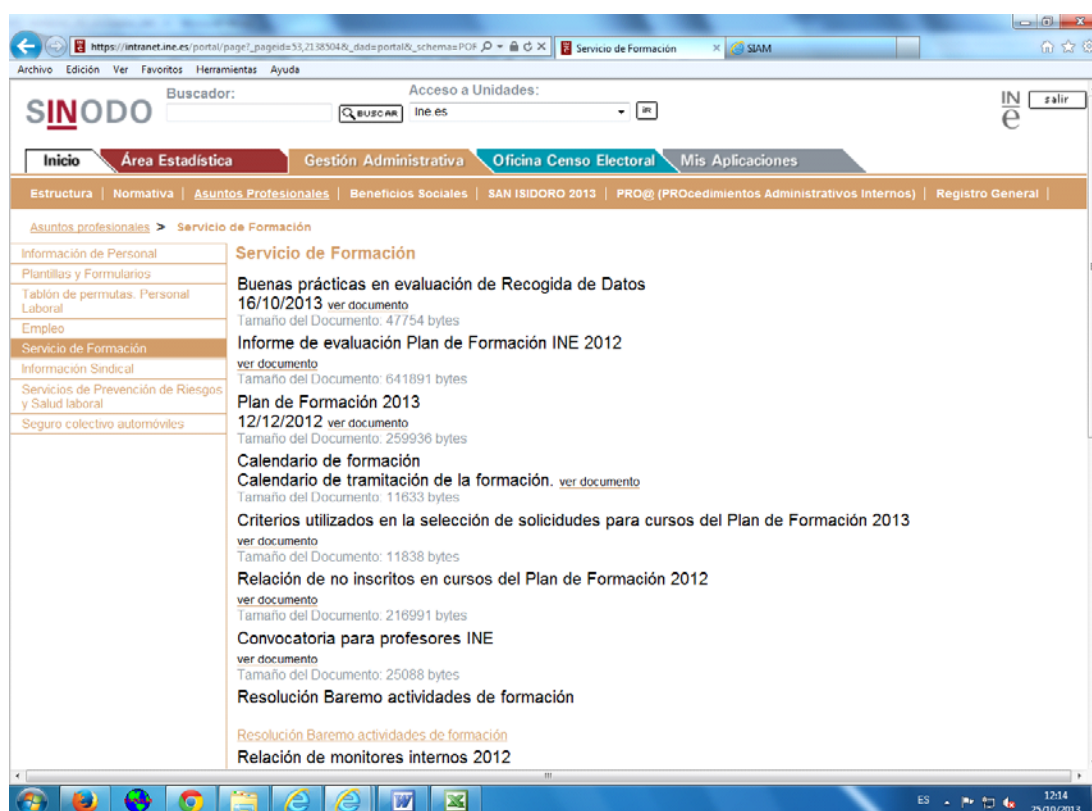 https://intranet.ine.es/portal/page?_pageid=53,2138504&_dad=portal&_schema=POR
Servicio de Formación
SIAM
Archivo Edición Ver Favoritos Herramientas Ayuda
SINODO
Buscador:
BUSCAR
Acceso a Unidades:
Ine.es
IR
INe
salir
Inicio
Área Estadística
Gestión Administrativa
Oficina Censo Electoral
Mis Aplicaciones
Estructura | Normativa | Asuntos Profesionales | Beneficios Sociales | SAN ISIDORO 2013 | PRO@ (PROcedimientos Administrativos Internos) | Registro General |
Asuntos profesionales > Servicio de Formación
Información de Personal
Plantillas y Formularios
Tablón de permutas. Personal
Laboral
Empleo
Servicio de Formación
Información Sindical
Servicios de Prevención de Riesgos
y Salud laboral
Seguro colectivo automóviles
Servicio de Formación
Buenas prácticas en evaluación de Recogida de Datos
16/10/2013 ver documento
Tamaño del Documento: 47754 bytes
Informe de evaluación Plan de Formación INE 2012
ver documento
Tamaño del Documento: 641891 bytes
Plan de Formación 2013
12/12/2012 ver documento
Tamaño del Documento: 259936 bytes
Calendario de formación
Calendario de tramitación de la formación. ver documento
Tamaño del Documento: 11633 bytes
Criterios utilizados en la selección de solicidudes para cursos del Plan de Formación 2013
ver documento
Tamaño del Documento: 11838 bytes
Relación de no inscritos en cursos del Plan de Formación 2012
ver documento
Tamaño del Documento: 216991 bytes
Convocatoria para profesores INE
ver documento
Tamaño del Documento: 25088 bytes
Resolución Baremo actividades de formación
Resolución Baremo actividades de formación
Relación de monitores internos 2012
ES
12:14
25/10/2013